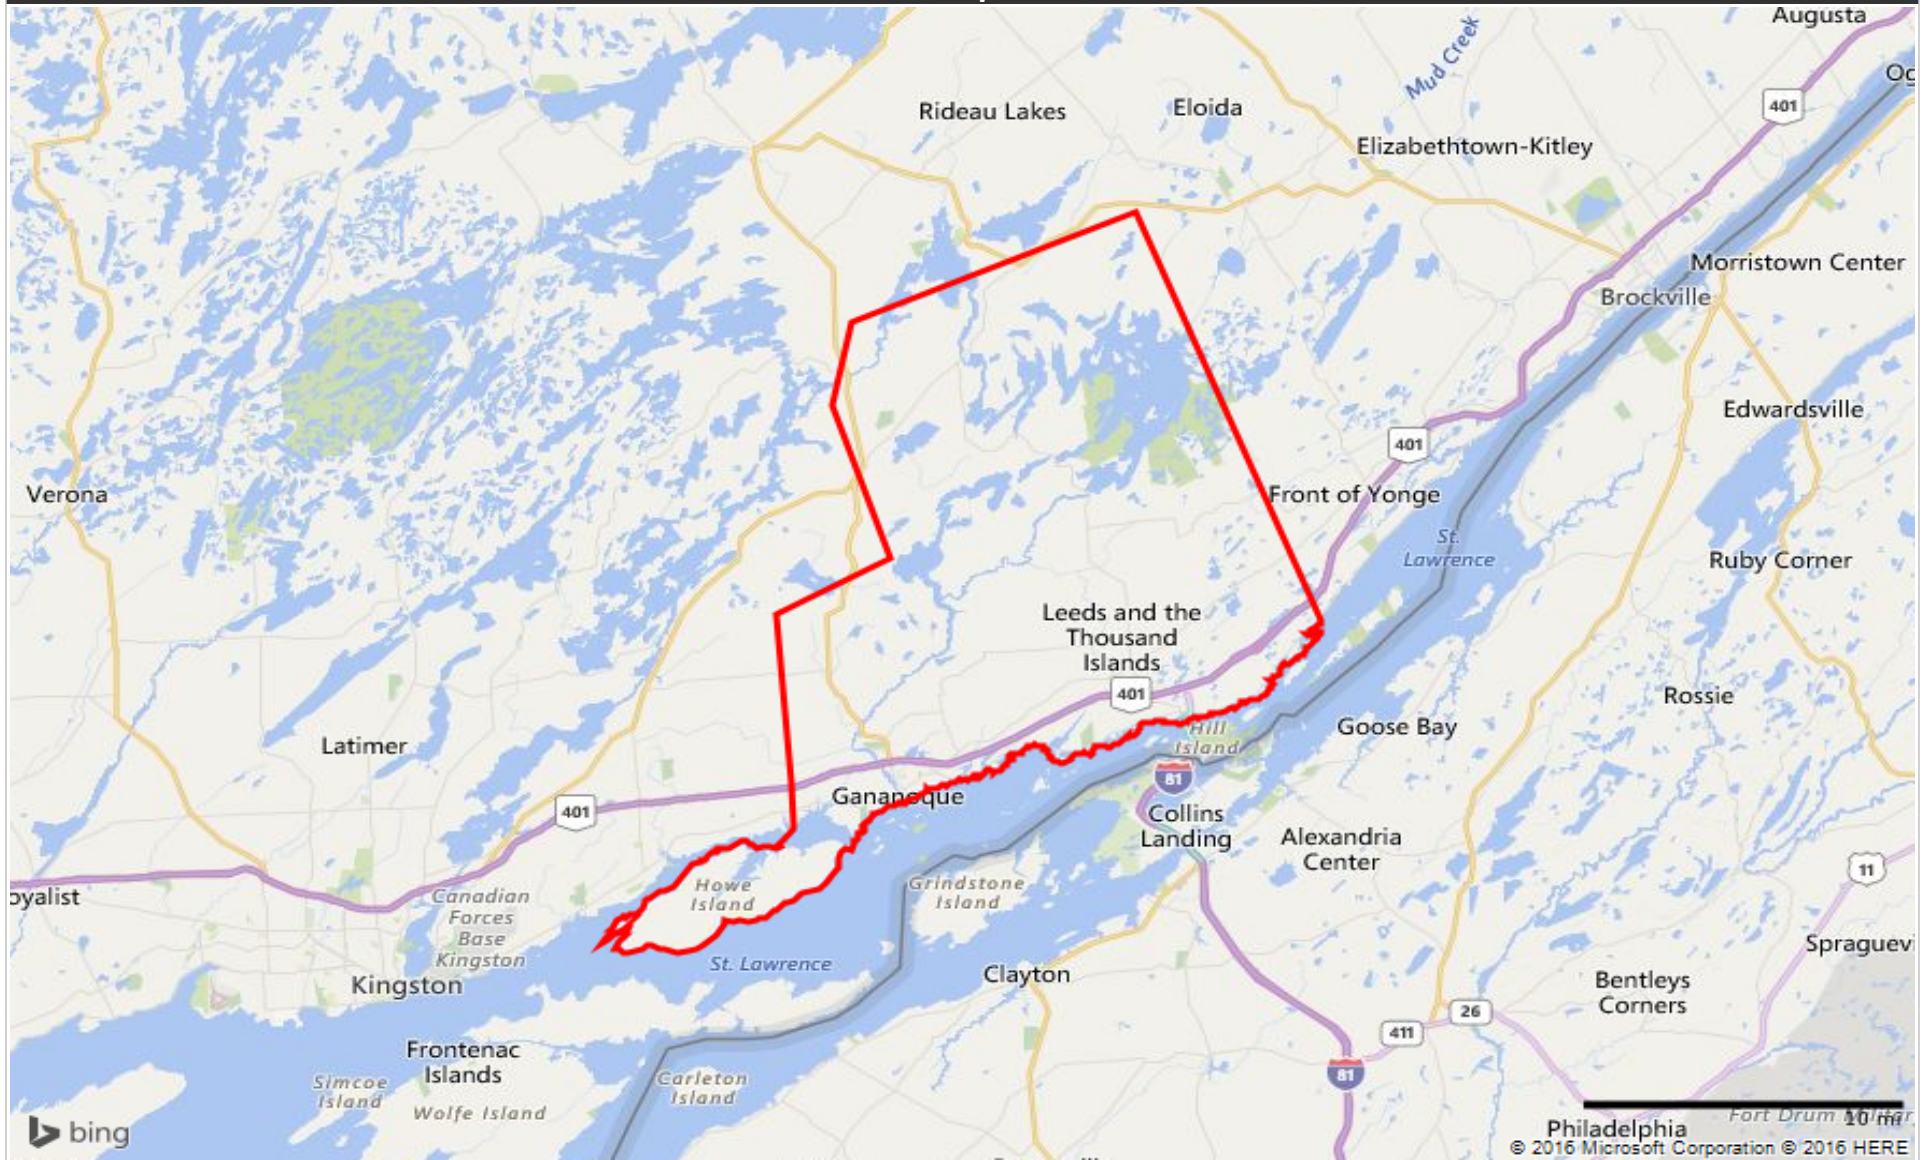 Augusta
Mud Creek
Og
401
Rideau Lakes
Eloida
Elizabethtown-Kitley
Morristown Center
Brockville
Edwardsville
401
Verona
Front of Yonge
St.
Lawrence
Ruby Corner
Leeds and the
Thousand
Islands
401
Rossie
Goose Bay
Hill
Island
Latimer
81
Gananoque
401
Collins
Landing
Alexandria
Center
11
oyalist
Canadian
Forces
Base
Kingston
Howe
Island
Grindstone
Island
Spraguevi
St. Lawrence
Clayton
Kingston
Bentleys
Corners
26
411
Frontenac
Islands
81
Simcoe
Island
Carleton
Island
Wolfe Island
Fort Drum Militar
10 mi
bing
Philadelphia
© 2016 Microsoft Corporation © 2016 HERE